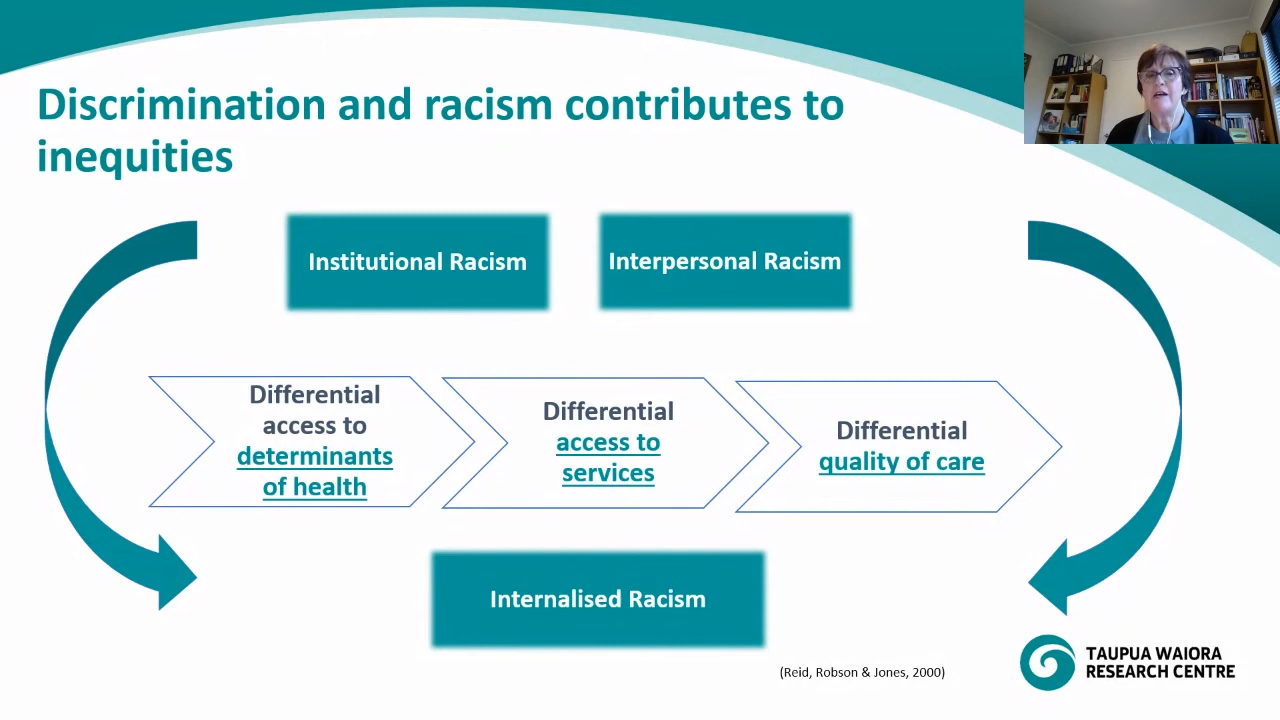 Discrimination and racism contributes to
inequities
Institutional Racism
Interpersonal Racism
Differential
access to
determinants
of health
Differential
access to
services
Differential
quality of care
Internalised Racism
(Reid, Robson & Jones, 2000)
TAUPUA WAIORA
RESEARCH CENTRE